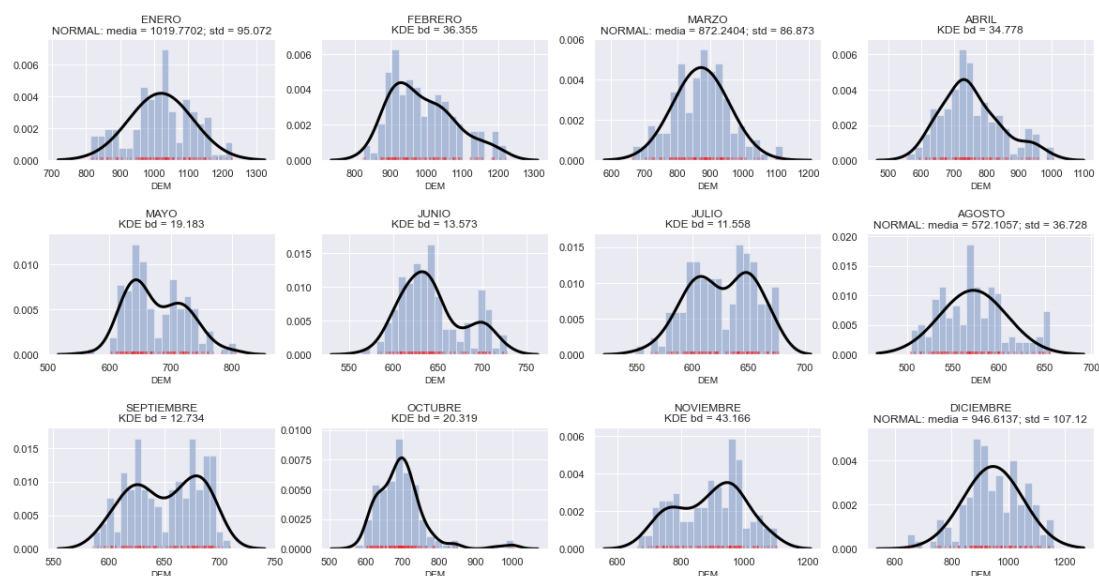 ENERO
NORMAL: media = 1019.7702; std = 95.072
0.006
0.004
0.002
0.000
700 800 900 1000 1100 1200 1300
DEM
FEBRERO
KDE bd = 36.355
0.006
0.004
0.002
0.000
800 900 1000 1100 1200 1300
DEM
MARZO
NORMAL: media = 872.2404; std = 86.873
0.006
0.004
0.002
0.000
600 700 800 900 1000 1100 1200
DEM
ABRIL
KDE bd = 34.778
0.006
0.004
0.002
0.000
500 600 700 800 900 1000 1100
DEM
MAYO
KDE bd = 19.183
0.010
0.005
0.000
500 600 700 800
DEM
JUNIO
KDE bd = 13.573
0.015
0.010
0.005
0.000
550 600 650 700 750
DEM
JULIO
KDE bd = 11.558
0.015
0.010
0.005
0.000
550 600 650 700
DEM
AGOSTO
NORMAL: media = 572.1057; std = 36.728
0.020
0.015
0.010
0.005
0.000
500 550 600 650 700
DEM
SEPTIEMBRE
KDE bd = 12.734
0.015
0.010
0.005
0.000
550 600 650 700 750
DEM
OCTUBRE
KDE bd = 20.319
0.0100
0.0075
0.0050
0.0025
0.0000
500 600 700 800 900 1000
DEM
NOVIEMBRE
KDE bd = 43.166
0.006
0.004
0.002
0.000
600 800 1000 1200
DEM
DICIEMBRE
NORMAL: media = 946.6137; std = 107.12
0.004
0.002
0.000
600 800 1000 1200
DEM